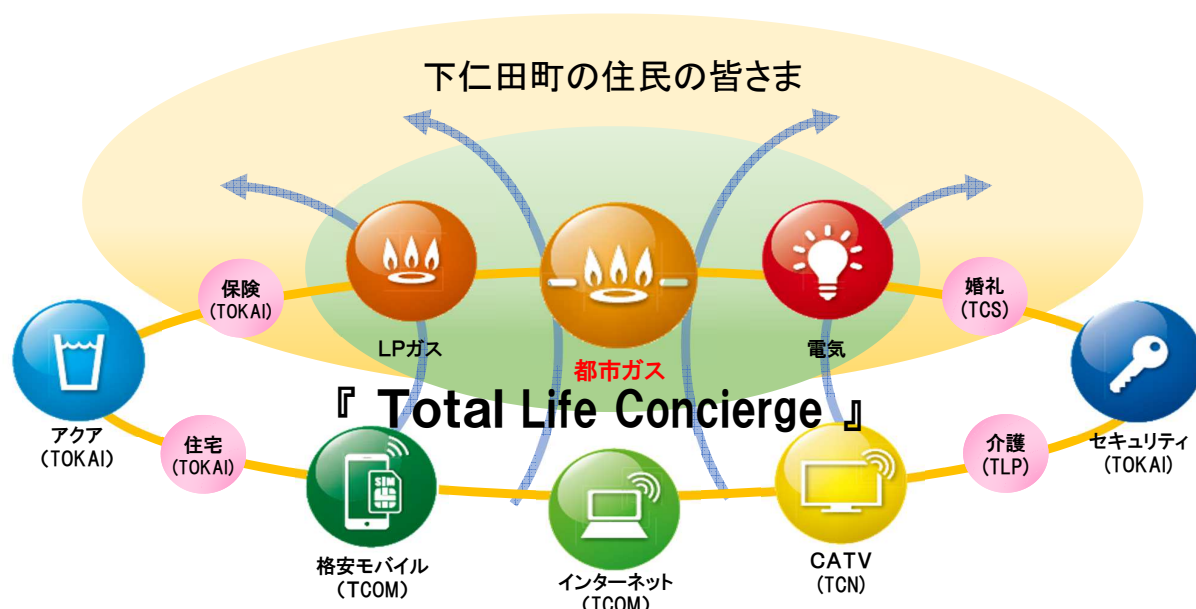 下仁田町の住民の皆さま
保険
(TOKAI)
婚礼
(TCS)
LPガス
都市ガス
電気
『 Total Life Concierge 』
アクア
(TOKAI)
住宅
(TOKAI)
SIM
介護
(TLP)
セキュリティ
(TOKAI)
格安モバイル
(TCOM)
インターネット
(TCOM)
CATV
(TCN)